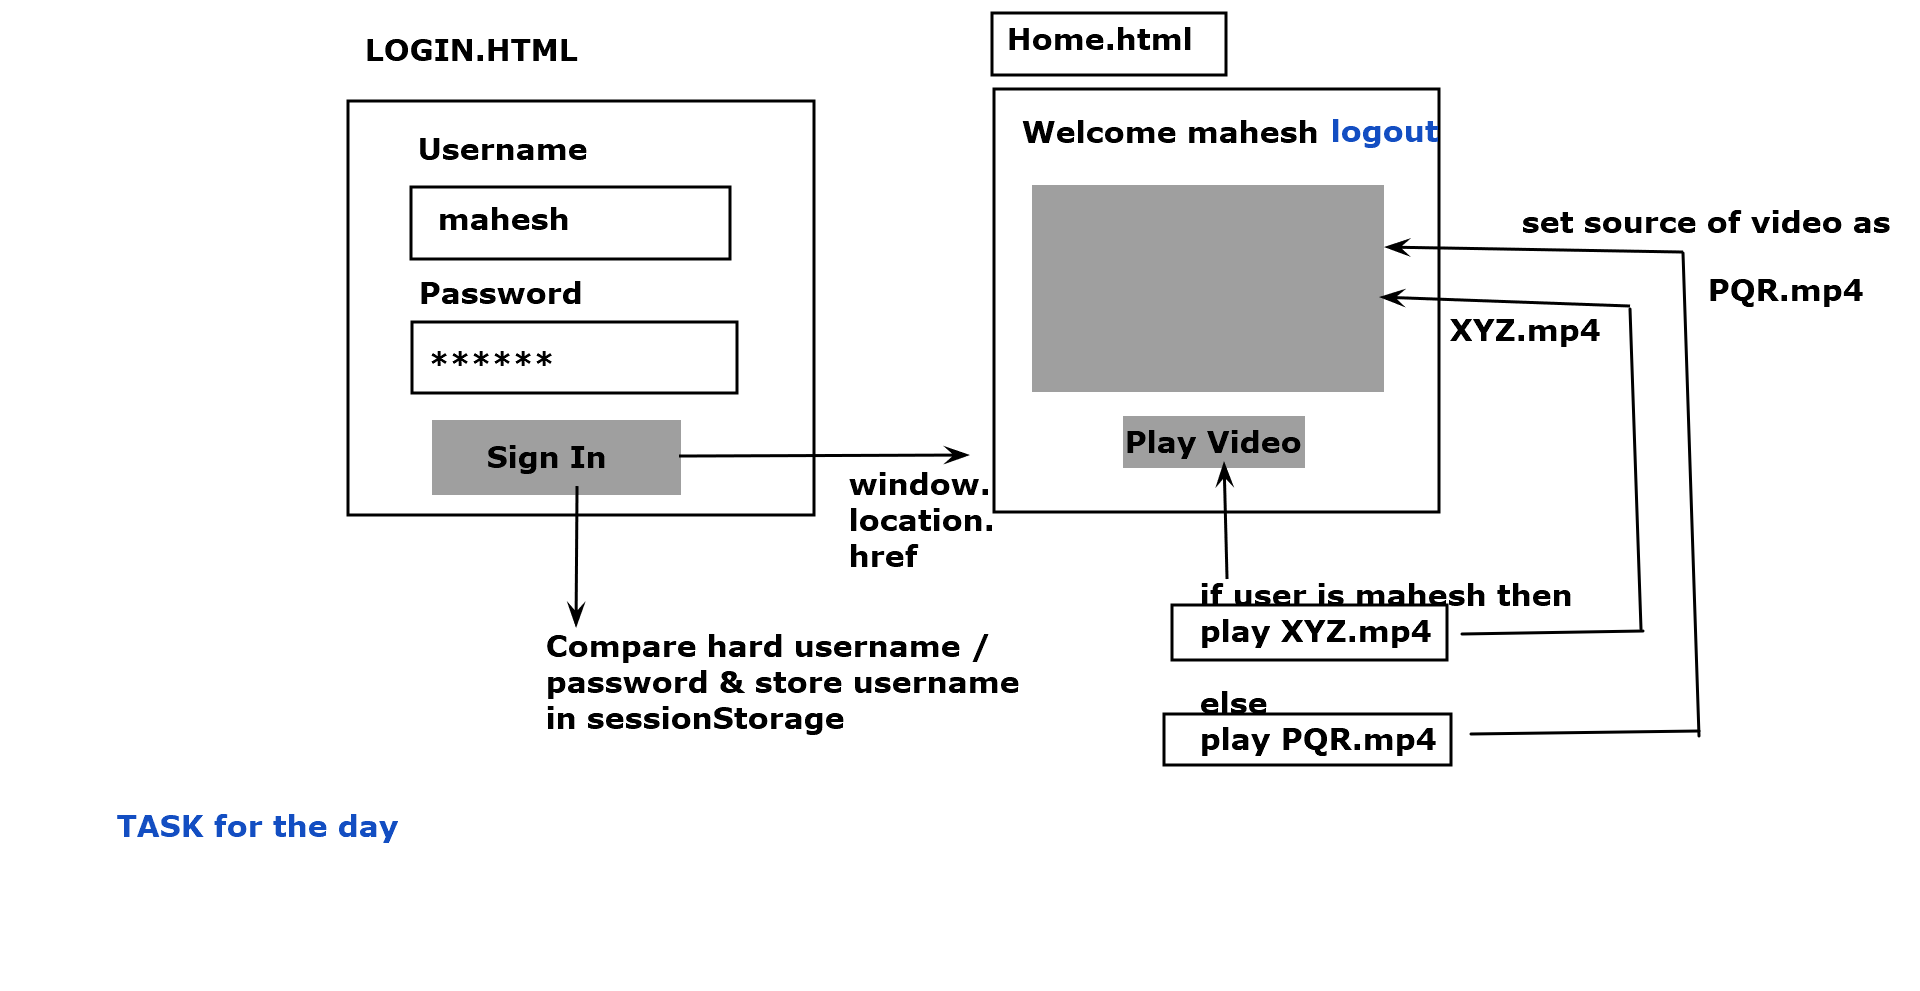 LOGIN.HTML
Username
mahesh
Password
******
Sign In
window.
location.
href
Compare hard username /
password & store username
in sessionStorage
Home.html
Welcome mahesh logout
Play Video
set source of video as
PQR.mp4
XYZ.mp4
if user is mahesh then
play XYZ.mp4
else
play PQR.mp4
TASK for the day